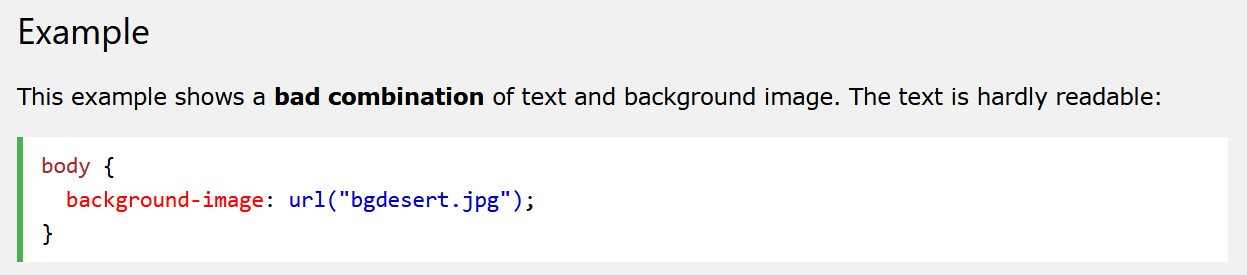 Example
This example shows a bad combination of text and background image. The text is hardly readable:
body {
  background-image: url("bgdesert.jpg");
}